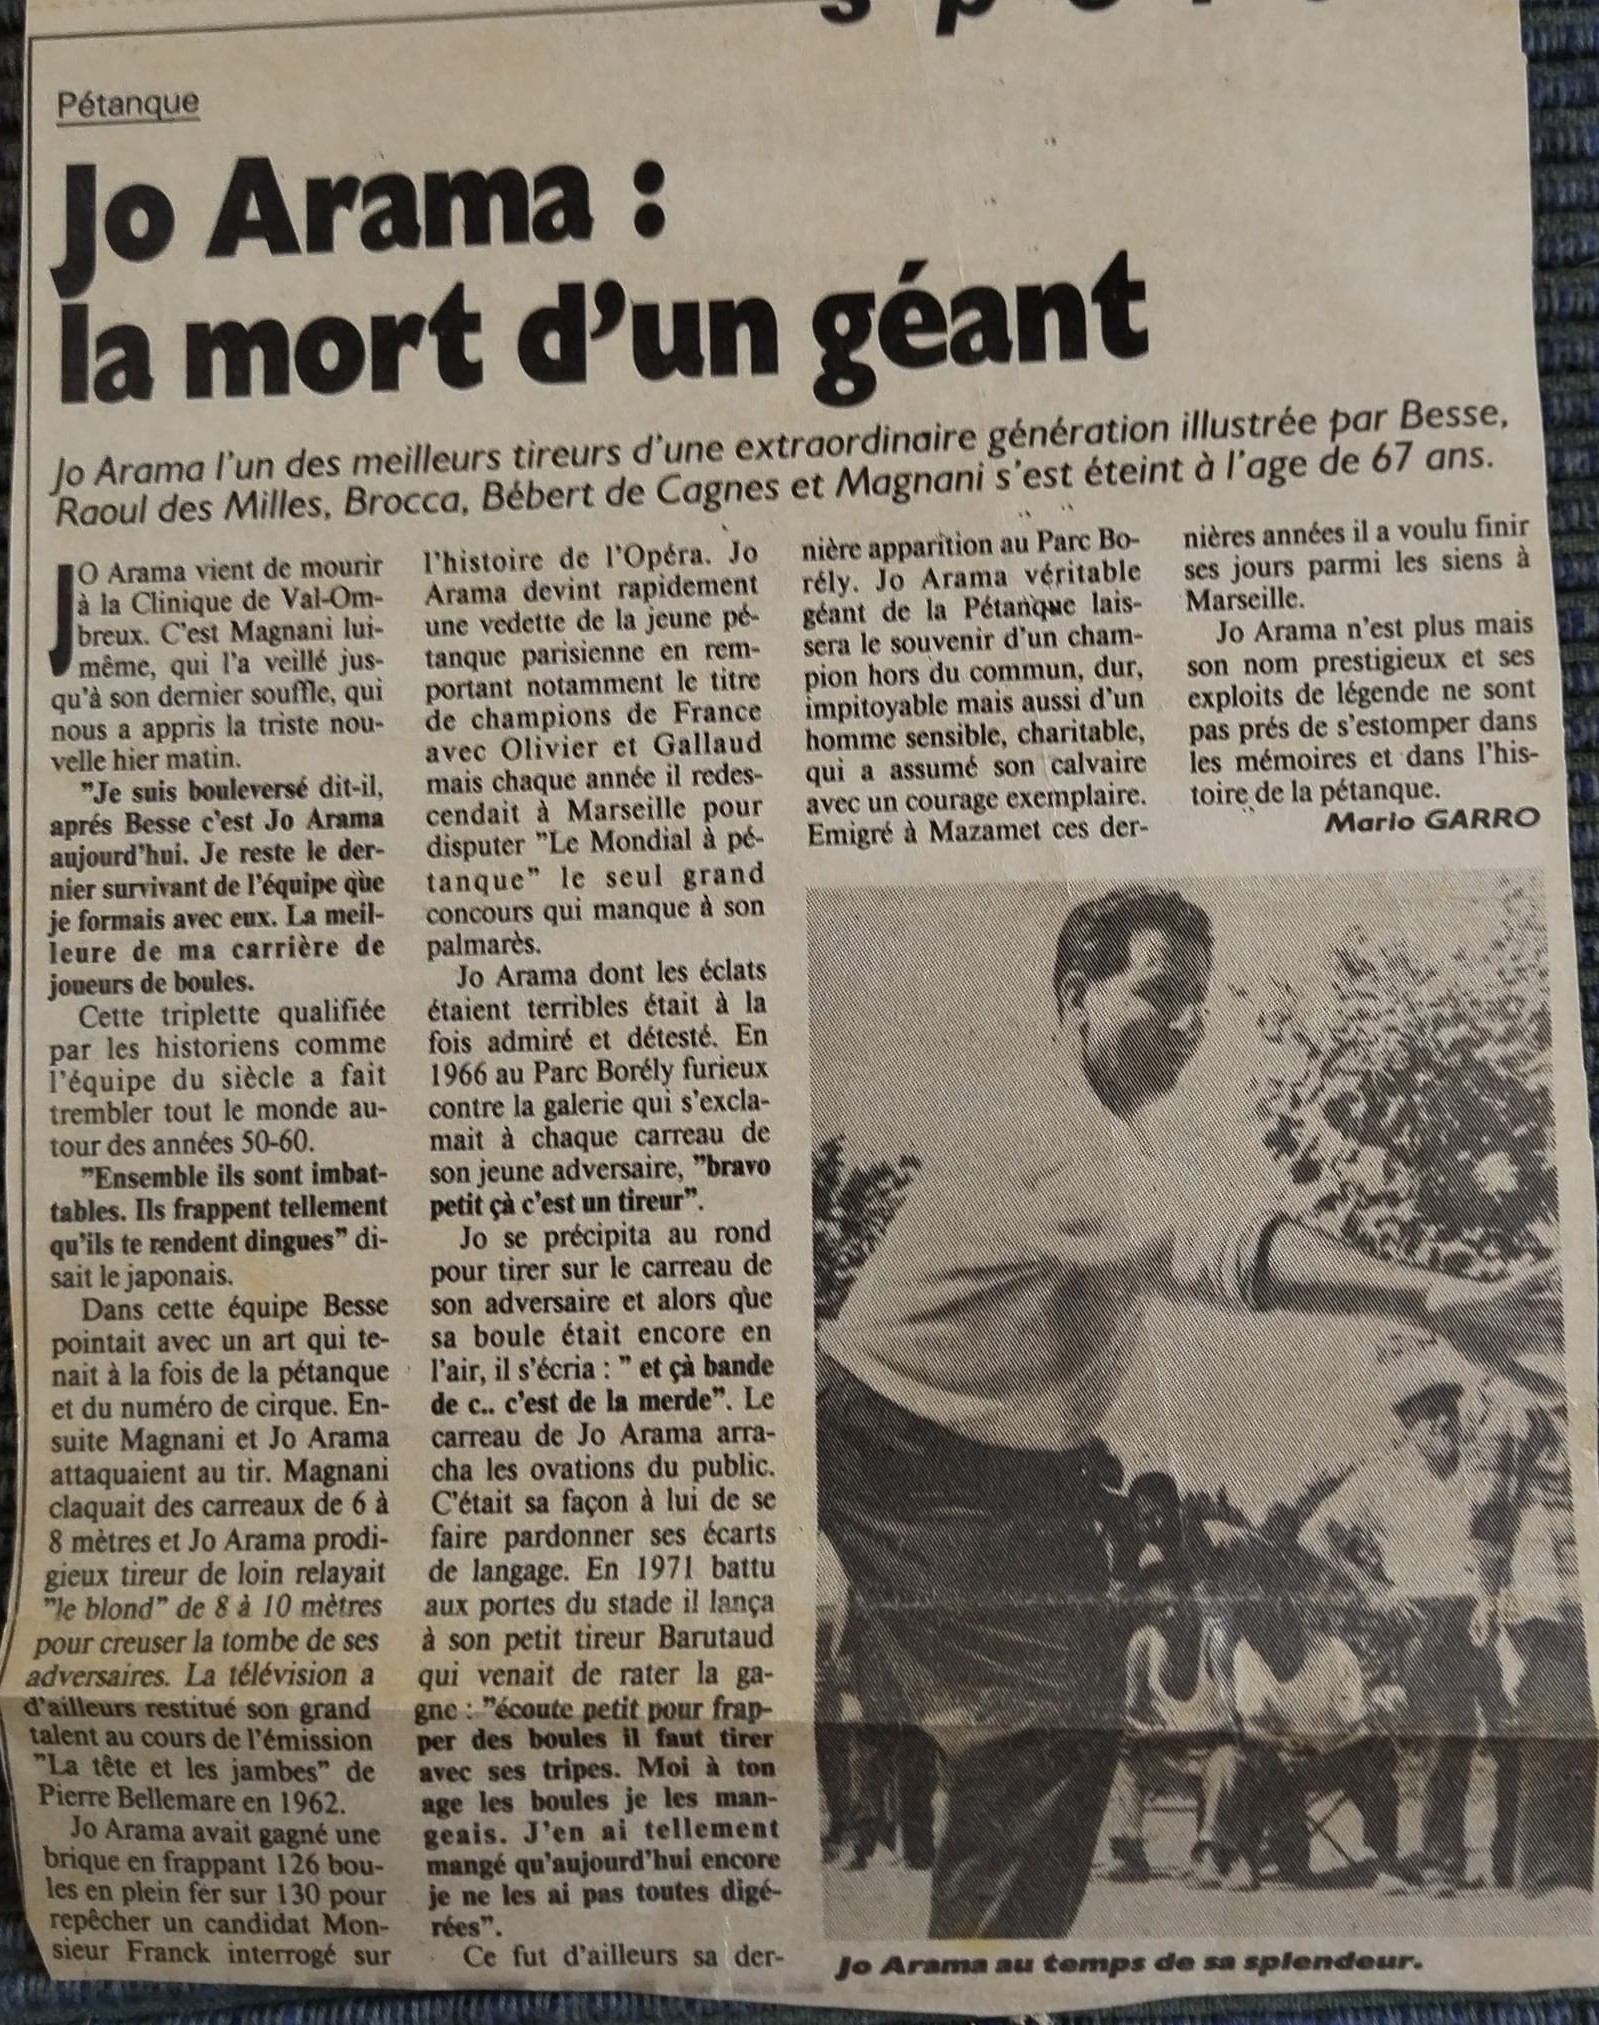 Pétanque
Jo Arama :
la mort d'un géant
Jo Arama l'un des meilleurs tireurs d'une extraordinaire génération illustrée par Besse,
Raoul des Milles, Brocca, Bébert de Cagnes et Magnani s'est éteint à l'age de 67 ans.
JO Arama vient de mourir
à la Clinique de Val-Om-
breux. C'est Magnani lui-
même, qui l'a veillé jus-
qu'à son dernier souffle, qui
nous a appris la triste nou-
velle hier matin.
"Je suis bouleversé dit-il,
aprés Besse c'est Jo Arama
aujourd'hui. Je reste le der-
nier survivant de l'équipe que
je formais avec eux. La meil-
leure de ma carrière de
joueurs de boules.
Cette triplette qualifiée
par les historiens comme
l'équipe du siècle a fait
trembler tout le monde au-
tour des années 50-60.
"Ensemble ils sont imbat-
tables. Ils frappent tellement
qu'ils te rendent dingues" di-
sait le japonais.
Dans cette équipe Besse
pointait avec un art qui te-
nait à la fois de la pétanque
et du numéro de cirque. En-
suite Magnani et Jo Arama
attaquaient au tir. Magnani
claquait des carreaux de 6 à
8 mètres et Jo Arama prodi-
gieux tireur de loin relayait
"le blond" de 8 à 10 mètres
pour creuser la tombe de ses
adversaires. La télévision a
d'ailleurs restitué son grand
talent au cours de l'émission
"La tête et les jambes" de
Pierre Bellemare en 1962.
Jo Arama avait gagné une
brique en frappant 126 bou-
les en plein fer sur 130 pour
repêcher un candidat Mon-
sieur Franck interrogé sur
l'histoire de l'Opéra. Jo
Arama devint rapidement
une vedette de la jeune pé-
tanque parisienne en rem-
portant notamment le titre
de champions de France
avec Olivier et Gallaud
mais chaque année il redes-
cendait à Marseille pour
disputer "Le Mondial à pé-
tanque" le seul grand
concours qui manque à son
palmarès.
Jo Arama dont les éclats
étaient terribles était à la
fois admiré et détesté. En
1966 au Parc Borély furieux
contre la galerie qui s'excla-
mait à chaque carreau de
son jeune adversaire, "bravo
petit çà c'est un tireur".
Jo se précipita au rond
pour tirer sur le carreau de
son adversaire et alors que
sa boule était encore en
l'air, il s'écria : " et çà bande
de c.. c'est de la merde". Le
carreau de Jo Arama arra-
cha les ovations du public.
C'était sa façon à lui de se
faire pardonner ses écarts
de langage. En 1971 battu
aux portes du stade il lança
à son petit tireur Barutaud
qui venait de rater la ga-
gne : "écoute petit pour frap-
per des boules il faut tirer
avec ses tripes. Moi à ton
age les boules je les man-
geais. J'en ai tellement
mangé qu'aujourd'hui encore
je ne les ai pas toutes digé-
rées".
Ce fut d'ailleurs sa der-
nière apparition au Parc Bo-
rély. Jo Arama véritable
géant de la Pétanque lais-
sera le souvenir d'un cham-
pion hors du commun, dur,
impitoyable mais aussi d'un
homme sensible, charitable,
qui a assumé son calvaire
avec un courage exemplaire.
Emigré à Mazamet ces der-
nières années il a voulu finir
ses jours parmi les siens à
Marseille.
Jo Arama n'est plus mais
son nom prestigieux et ses
exploits de légende ne sont
pas prés de s'estomper dans
les mémoires et dans l'his-
toire de la pétanque.
Mario GARRO
Jo Arama au temps de sa splendeur.